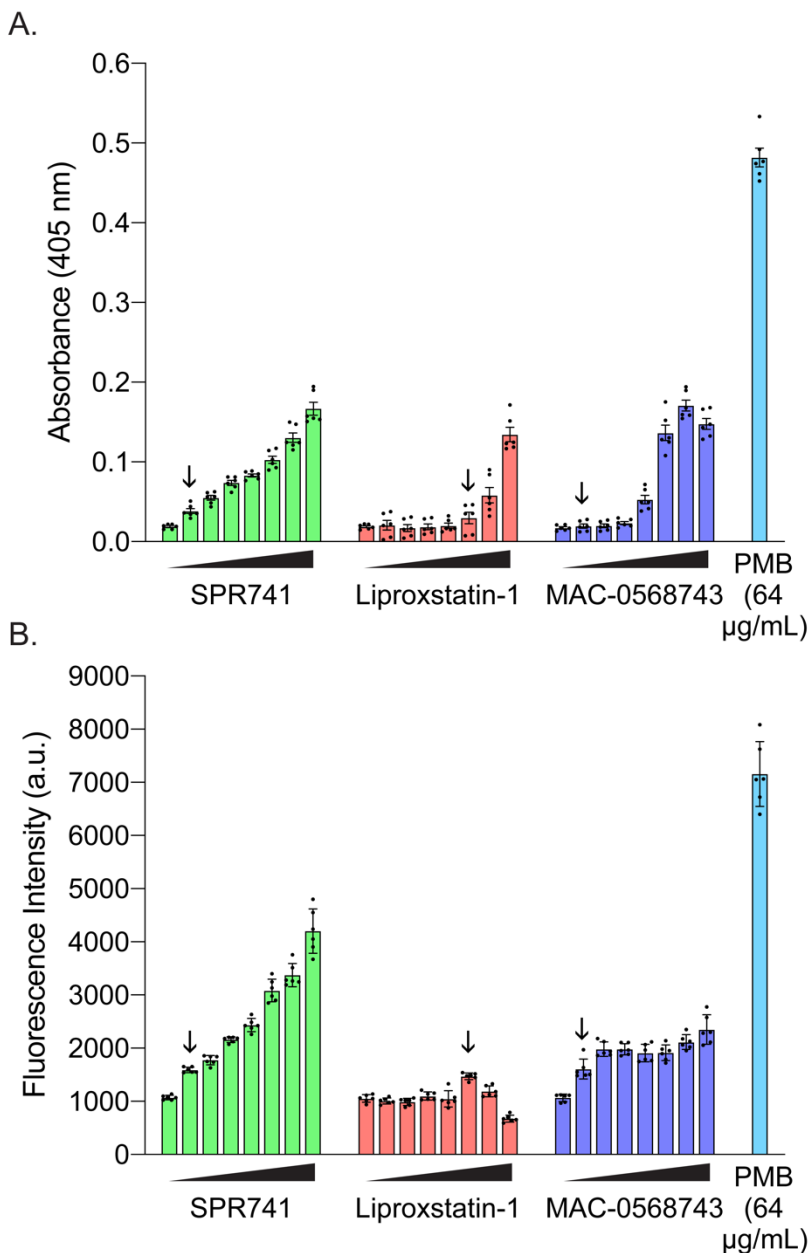 A.
0.6
0.5
0.4
0.3
0.2
0.1
0.0
Absorbance (405 nm)
SPR741
Liproxstatin-1
MAC-0568743
PMB
(64
µg/mL)
B.
9000
8000
7000
6000
5000
4000
3000
2000
1000
0
Fluorescence Intensity (a.u.)
SPR741
Liproxstatin-1
MAC-0568743
PMB
(64
µg/mL)